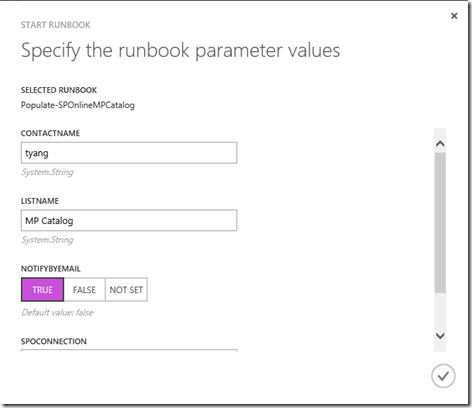 START RUNBOOK
Specify the runbook parameter values
SELECTED RUNBOOK
Populate-SPOnlineMPCatalog
CONTACTNAME
tyang
System.String
LISTNAME
MP Catalog
System.String
NOTIFYBYEMAIL
TRUE FALSE NOT SET
Default value: false
SPOCONNECTION